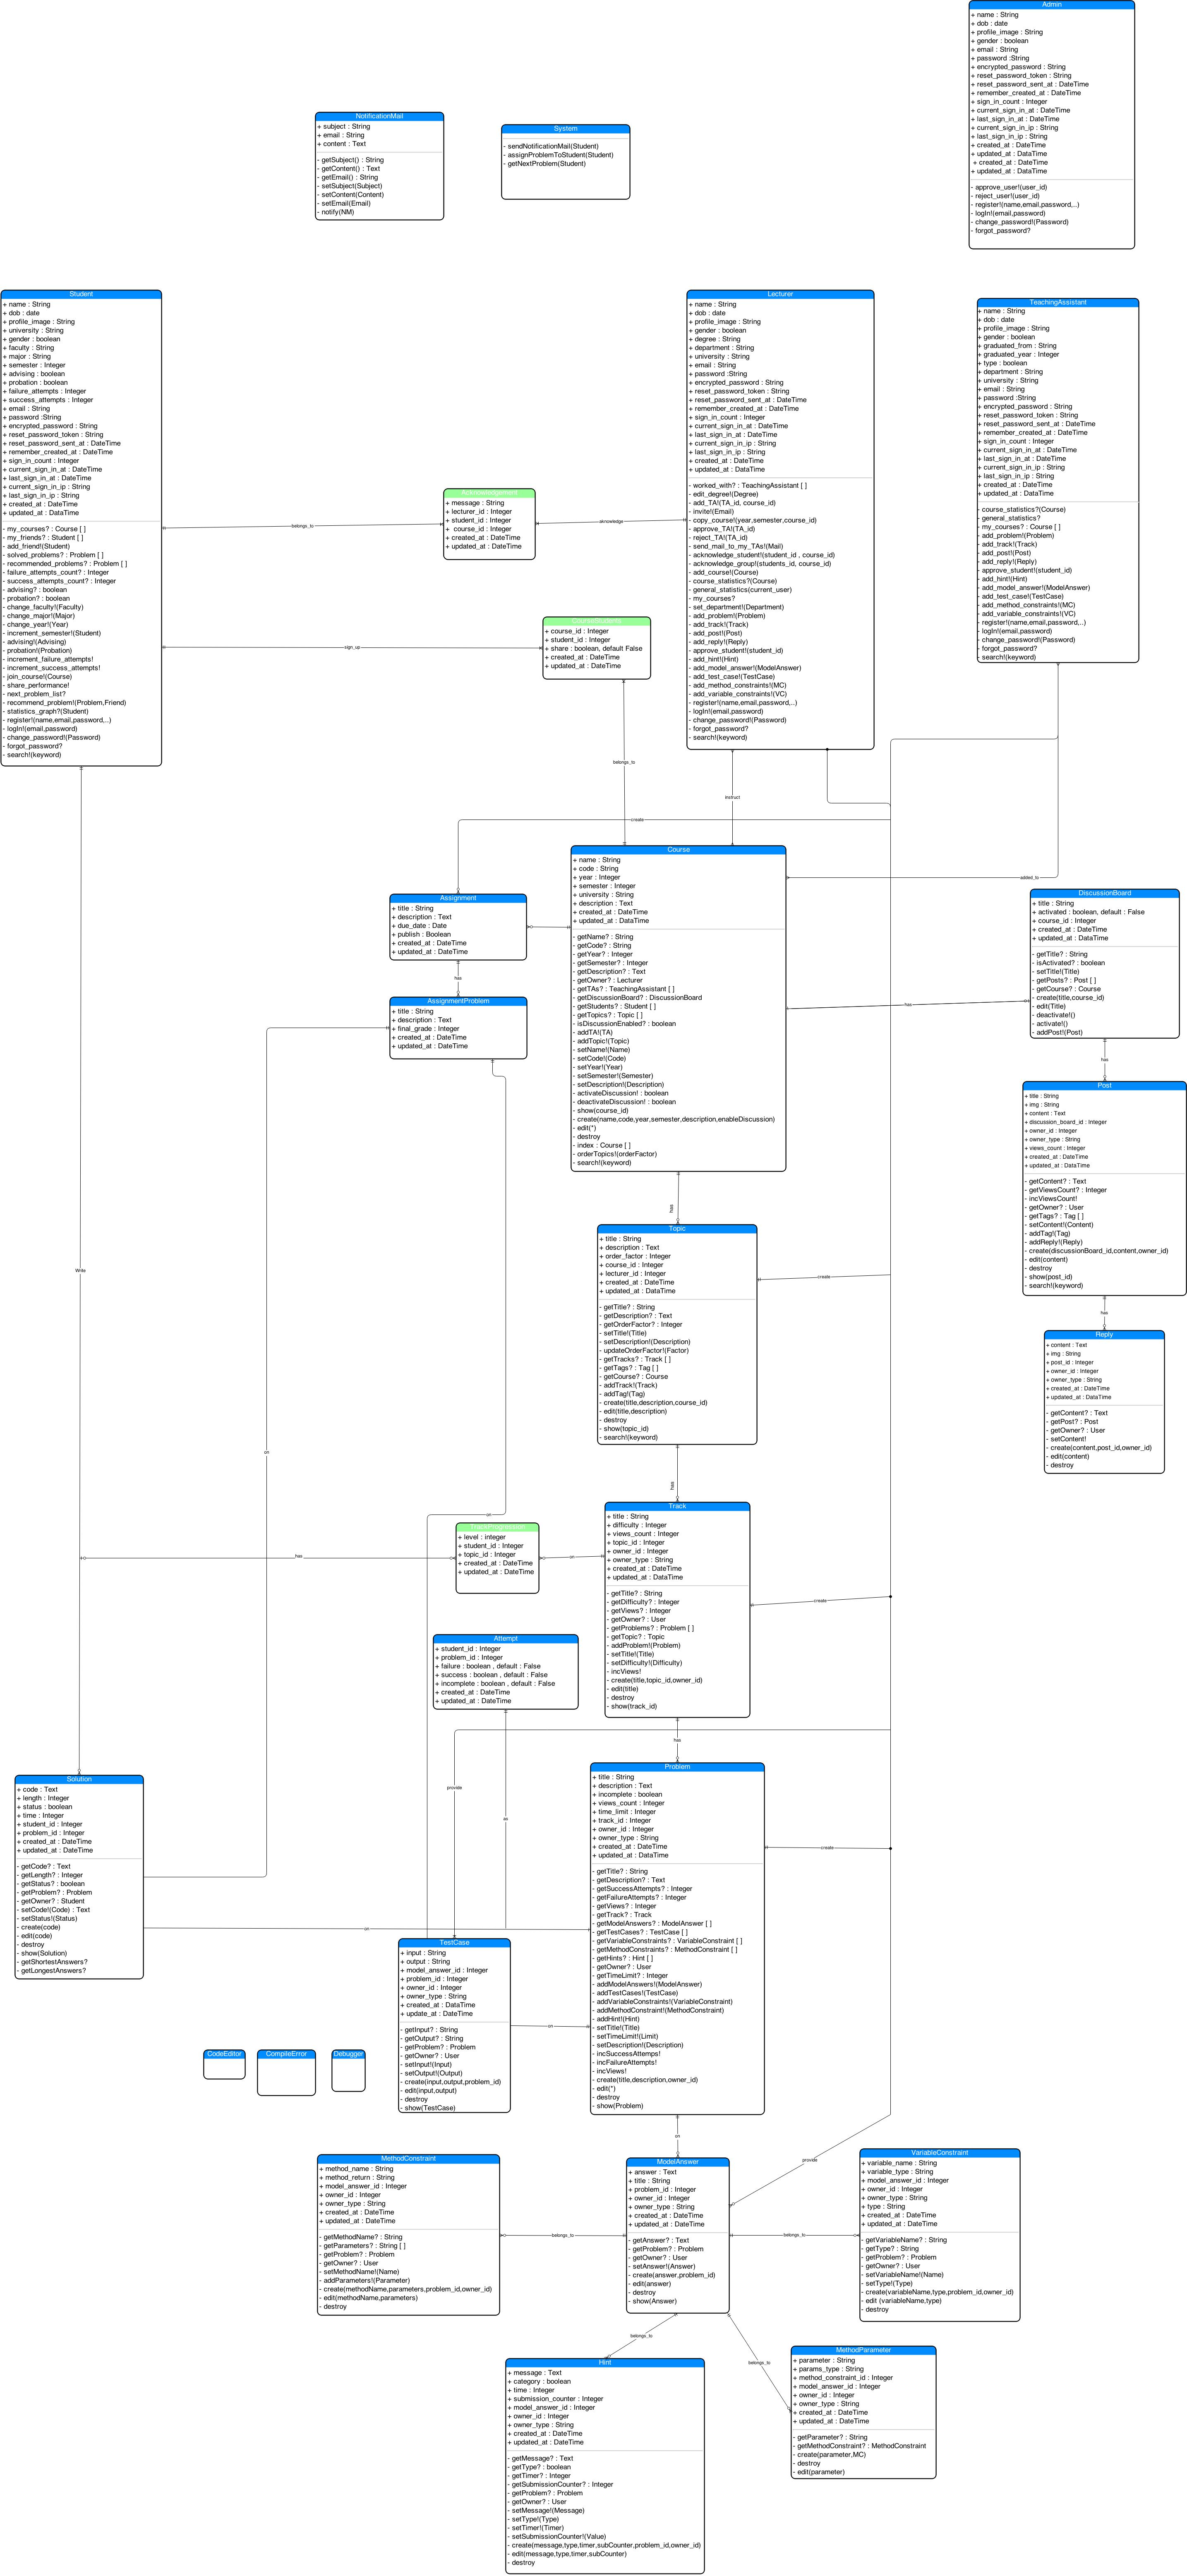 Admin
+ name : String
+ dob : date
+ profile_image : String
+ gender : boolean
+ email : String
+ password :String
+ encrypted_password : String
+ reset_password_token : String
+ reset_password_sent_at : DateTime
+ remember_created_at : DateTime
+ sign_in_count : Integer
+ current_sign_in_at : DateTime
+ last_sign_in_at : DateTime
+ current_sign_in_ip : String
+ last_sign_in_ip : String
+ created_at : DateTime
+ updated_at : DataTime
+ created_at : DateTime
+ updated_at : DataTime
- approve_user!(user_id)
- reject_user!(user_id)
- register!(name,email,password,..)
- logIn!(email,password)
- change_password!(Password)
- forgot_password?
NotificationMail
+ subject : String
+ email : String
+ content : Text
- getSubject() : String
- getContent() : Text
- getEmail() : String
- setSubject(Subject)
- setContent(Content)
- setEmail(Email)
- notify(NM)
System
- sendNotificationMail(Student)
- assignProblemToStudent(Student)
- getNextProblem(Student)
Student
+ name : String
+ dob : date
+ profile_image : String
+ university : String
+ gender : boolean
+ faculty : String
+ major : String
+ semester : Integer
+ advising : boolean
+ probation : boolean
+ failure_attempts : Integer
+ success_attempts : Integer
+ email : String
+ password :String
+ encrypted_password : String
+ reset_password_token : String
+ reset_password_sent_at : DateTime
+ remember_created_at : DateTime
+ sign_in_count : Integer
+ current_sign_in_at : DateTime
+ last_sign_in_at : DateTime
+ current_sign_in_ip : String
+ last_sign_in_ip : String
+ created_at : DateTime
+ updated_at : DataTime
- my_courses? : Course [ ]
- my_friends? : Student [ ]
- add_friend!(Student)
- solved_problems? : Problem [ ]
- recommended_problems? : Problem [ ]
- failure_attempts_count? : Integer
- success_attempts_count? : Integer
- advising? : boolean
- probation? : boolean
- change_faculty!(Faculty)
- change_major!(Major)
- change_year!(Year)
- increment_semester!(Student)
- advising!(Advising)
- probation!(Probation)
- increment_failure_attempts!
- increment_success_attempts!
- join_course!(Course)
- share_performance!
- next_problem_list?
- recommend_problem!(Problem,Friend)
- statistics_graph?(Student)
- register!(name,email,password,..)
- logIn!(email,password)
- change_password!(Password)
- forgot_password?
- search!(keyword)
Lecturer
+ name : String
+ dob : date
+ profile_image : String
+ gender : boolean
+ degree : String
+ department : String
+ university : String
+ email : String
+ password :String
+ encrypted_password : String
+ reset_password_token : String
+ reset_password_sent_at : DateTime
+ remember_created_at : DateTime
+ sign_in_count : Integer
+ current_sign_in_at : DateTime
+ last_sign_in_at : DateTime
+ current_sign_in_ip : String
+ last_sign_in_ip : String
+ created_at : DateTime
+ updated_at : DataTime
- worked_with? : TeachingAssistant [ ]
- edit_degree!(Degree)
- add_TA!(TA_id, course_id)
- invite!(Email)
- copy_course!(year,semester,course_id)
- approve_TA!(TA_id)
- reject_TA!(TA_id)
- send_mail_to_my_TAs!(Mail)
- acknowledge_student!(student_id , course_id)
- acknowledge_group!(students_id, course_id)
- add_course!(Course)
- course_statistics?(Course)
- general_statistics(current_user)
- my_courses?
- set_department!(Department)
- add_problem!(Problem)
- add_track!(Track)
- add_post!(Post)
- add_reply!(Reply)
- approve_student!(student_id)
- add_hint!(Hint)
- add_model_answer!(ModelAnswer)
- add_test_case!(TestCase)
- add_method_constraints!(MC)
- add_variable_constraints!(VC)
- register!(name,email,password,..)
- logIn!(email,password)
- change_password!(Password)
- forgot_password?
- search!(keyword)
TeachingAssistant
+ name : String
+ dob : date
+ profile_image : String
+ gender : boolean
+ graduated_from : String
+ graduated_year : Integer
+ type : boolean
+ department : String
+ university : String
+ email : String
+ password :String
+ encrypted_password : String
+ reset_password_token : String
+ reset_password_sent_at : DateTime
+ remember_created_at : DateTime
+ sign_in_count : Integer
+ current_sign_in_at : DateTime
+ last_sign_in_at : DateTime
+ current_sign_in_ip : String
+ last_sign_in_ip : String
+ created_at : DateTime
+ updated_at : DataTime
- course_statistics?(Course)
- general_statistics?
- my_courses? : Course [ ]
- add_problem!(Problem)
- add_track!(Track)
- add_post!(Post)
- add_reply!(Reply)
- approve_student!(student_id)
- add_hint!(Hint)
- add_model_answer!(ModelAnswer)
- add_test_case!(TestCase)
- add_method_constraints!(MC)
- add_variable_constraints!(VC)
- register!(name,email,password,..)
- logIn!(email,password)
- change_password!(Password)
- forgot_password?
- search!(keyword)
belongs_to
Acknowledgement
+ message : String
+ lecturer_id : Integer
+ student_id : Integer
+ course_id : Integer
+ created_at : DateTime
+ updated_at : DateTime
aknowledge
sign_up
CourseStudents
+ course_id : Integer
+ student_id : Integer
+ share : boolean, default False
+ created_at : DateTime
+ updated_at : DateTime
belongs_to
instruct
create
added_to
Course
+ name : String
+ code : String
+ year : Integer
+ semester : Integer
+ university : String
+ description : Text
+ created_at : DateTime
+ updated_at : DataTime
- getName? : String
- getCode? : String
- getYear? : Integer
- getSemester? : Integer
- getDescription? : Text
- getOwner? : Lecturer
- getTAs? : TeachingAssistant [ ]
- getDiscussionBoard? : DiscussionBoard
- getStudents? : Student [ ]
- getTopics? : Topic [ ]
- isDiscussionEnabled? : boolean
- addTA!(TA)
- addTopic!(Topic)
- setName!(Name)
- setCode!(Code)
- setYear!(Year)
- setSemester!(Semester)
- setDescription!(Description)
- activateDiscussion! : boolean
- deactivateDiscussion! : boolean
- show(course_id)
- create(name,code,year,semester,description,enableDiscussion)
- edit(*)
- destroy
- index : Course [ ]
- orderTopics!(orderFactor)
- search!(keyword)
Assignment
+ title : String
+ description : Text
+ due_date : Date
+ publish : Boolean
+ created_at : DateTime
+ updated_at : DateTime
has
AssignmentProblem
+ title : String
+ description : Text
+ final_grade : Integer
+ created_at : DateTime
+ updated_at : DateTime
has
DiscussionBoard
+ title : String
+ activated : boolean, default : False
+ course_id : Integer
+ created_at : DateTime
+ updated_at : DataTime
- getTitle? : String
- isActivated? : boolean
- setTitle!(Title)
- getPosts? : Post [ ]
- getCourse? : Course
- create(title,course_id)
- edit(Title)
- deactivate!()
- activate!()
- addPost!(Post)
has
Post
+ title : String
+ img : String
+ content : Text
+ discussion_board_id : Integer
+ owner_id : Integer
+ owner_type : String
+ views_count : Integer
+ created_at : DateTime
+ updated_at : DataTime
- getContent? : Text
- getViewsCount? : Integer
- incViewsCount!
- getOwner? : User
- getTags? : Tag [ ]
- setContent!(Content)
- addTag!(Tag)
- addReply!(Reply)
- create(discussionBoard_id,content,owner_id)
- edit(content)
- destroy
- show(post_id)
- search!(keyword)
has
Reply
+ content : Text
+ img : String
+ post_id : Integer
+ owner_id : Integer
+ owner_type : String
+ created_at : DateTime
+ updated_at : DataTime
- getContent? : Text
- getPost? : Post
- getOwner? : User
- setContent!
- create(content,post_id,owner_id)
- edit(content)
- destroy
has
Topic
+ title : String
+ description : Text
+ order_factor : Integer
+ course_id : Integer
+ lecturer_id : Integer
+ created_at : DateTime
+ updated_at : DataTime
- getTitle? : String
- getDescription? : Text
- getOrderFactor? : Integer
- setTitle!(Title)
- setDescription!(Description)
- updateOrderFactor!(Factor)
- getTracks? : Track [ ]
- getTags? : Tag [ ]
- getCourse? : Course
- addTrack!(Track)
- addTag!(Tag)
- create(title,description,course_id)
- edit(title,description)
- destroy
- show(topic_id)
- search!(keyword)
create
Write
on
has
on
TrackProgression
+ level : integer
+ student_id : Integer
+ topic_id : Integer
+ created_at : DateTime
+ updated_at : DateTime
has
on
Track
+ title : String
+ difficulty : Integer
+ views_count : Integer
+ topic_id : Integer
+ owner_id : Integer
+ owner_type : String
+ created_at : DateTime
+ updated_at : DataTime
- getTitle? : String
- getDifficulty? : Integer
- getViews? : Integer
- getOwner? : User
- getProblems? : Problem [ ]
- getTopic? : Topic
- addProblem!(Problem)
- setTitle!(Title)
- setDifficulty!(Difficulty)
- incViews!
- create(title,topic_id,owner_id)
- edit(title)
- destroy
- show(track_id)
create
Attempt
+ student_id : Integer
+ problem_id : Integer
+ failure : boolean , default : False
+ success : boolean , default : False
+ incomplete : boolean , default : False
+ created_at : DateTime
+ updated_at : DateTime
has
provide
as
Problem
+ title : String
+ description : Text
+ incomplete : boolean
+ views_count : Integer
+ time_limit : Integer
+ track_id : Integer
+ owner_id : Integer
+ owner_type : String
+ created_at : DateTime
+ updated_at : DataTime
- getTitle? : String
- getDescription? : Text
- getSuccessAttempts? : Integer
- getFailureAttempts? : Integer
- getViews? : Integer
- getTrack? : Track
- getModelAnswers? : ModelAnswer [ ]
- getTestCases? : TestCase [ ]
- getVariableConstraints? : VariableConstraint [ ]
- getMethodConstraints? : MethodConstraint [ ]
- getHints? : Hint [ ]
- getOwner? : User
- getTimeLimit? : Integer
- addModelAnswers!(ModelAnswer)
- addTestCases!(TestCase)
- addVariableConstraints!(VariableConstraint)
- addMethodConstraint!(MethodConstraint)
- addHint!(Hint)
- setTitle!(Title)
- setTimeLimit!(Limit)
- setDescription!(Description)
- incSuccessAttemps!
- incFailureAttempts!
- incViews!
- create(title,description,owner_id)
- edit(*)
- destroy
- show(Problem)
create
Solution
+ code : Text
+ length : Integer
+ status : boolean
+ time : Integer
+ student_id : Integer
+ problem_id : Integer
+ created_at : DateTime
+ updated_at : DateTime
- getCode? : Text
- getLength? : Integer
- getStatus? : boolean
- getProblem? : Problem
- getOwner? : Student
- setCode!(Code) : Text
- setStatus!(Status)
- create(code)
- edit(code)
- destroy
- show(Solution)
- getShortestAnswers?
- getLongestAnswers?
on
TestCase
+ input : String
+ output : String
+ model_answer_id : Integer
+ problem_id : Integer
+ owner_id : Integer
+ owner_type : String
+ created_at : DataTime
+ update_at : DataTime
- getInput? : String
- getOutput? : String
- getProblem? : Problem
- getOwner? : User
- setInput!(Input)
- setOutput!(Output)
- create(input,output,problem_id)
- edit(input,output)
- destroy
- show(TestCase)
on
CodeEditor
CompileError
Debugger
on
provide
MethodConstraint
+ method_name : String
+ method_return : String
+ model_answer_id : Integer
+ owner_id : Integer
+ owner_type : String
+ created_at : DateTime
+ updated_at : DateTime
- getMethodName? : String
- getParameters? : String [ ]
- getProblem? : Problem
- getOwner? : User
- setMethodName!(Name)
- addParameters!(Parameter)
- create(methodName,parameters,problem_id,owner_id)
- edit(methodName,parameters)
- destroy
belongs_to
ModelAnswer
+ answer : Text
+ title : String
+ problem_id : Integer
+ owner_id : Integer
+ owner_type : String
+ created_at : DateTime
+ updated_at : DateTime
- getAnswer? : Text
- getProblem? : Problem
- getOwner? : User
- setAnswer!(Answer)
- create(answer,problem_id)
- edit(answer)
- destroy
- show(Answer)
belongs_to
VariableConstraint
+ variable_name : String
+ variable_type : String
+ model_answer_id : Integer
+ owner_id : Integer
+ owner_type : String
+ type : String
+ created_at : DateTime
+ updated_at : DateTime
- getVariableName? : String
- getType? : String
- getProblem? : Problem
- getOwner? : User
- setVariableName!(Name)
- setType!(Type)
- create(variableName,type,problem_id,owner_id)
- edit (variableName,type)
- destroy
belongs_to
belongs_to
Hint
+ message : Text
+ category : boolean
+ time : Integer
+ submission_counter : Integer
+ model_answer_id : Integer
+ owner_id : Integer
+ owner_type : String
+ created_at : DateTime
+ updated_at : DateTime
- getMessage? : Text
- getType? : boolean
- getTimer? : Integer
- getSubmissionCounter? : Integer
- getProblem? : Problem
- getOwner? : User
- setMessage!(Message)
- setType!(Type)
- setTimer!(Timer)
- setSubmissionCounter!(Value)
- create(message,type,timer,subCounter,problem_id,owner_id)
- edit(message,type,timer,subCounter)
- destroy
MethodParameter
+ parameter : String
+ params_type : String
+ method_constraint_id : Integer
+ model_answer_id : Integer
+ owner_id : Integer
+ owner_type : String
+ created_at : DateTime
+ updated_at : DateTime
- getParameter? : String
- getMethodConstraint? : MethodConstraint
- create(parameter,MC)
- destroy
- edit(parameter)